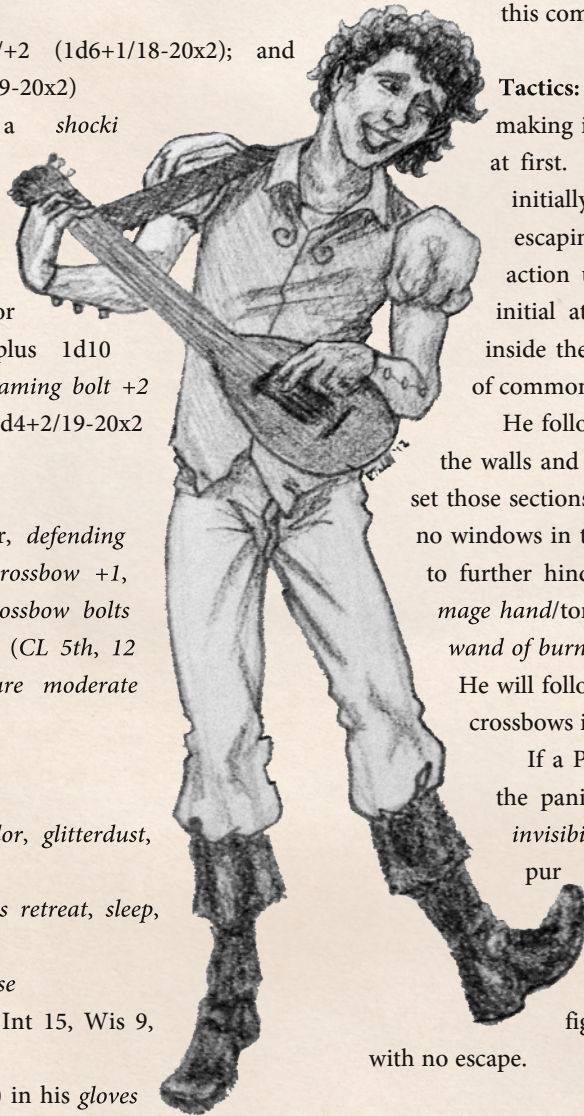 /+2 (1d6+1/18-20x2); and
9-20x2)
a shocki
or
plus 1d10
aming bolt +2
d4+2/19-20x2
r, defending
rossbow +1,
rossbow bolts
(CL 5th, 12
are moderate
lor, glitterdust,
s retreat, sleep,
se
Int 15, Wis 9,
) in his gloves
this com
Tactics:
making i
at first.
initially
escapin
action u
initial at
inside the
of common
He follo
the walls and
set those sections
no windows in t
to further hind
mage hand/tor
wand of burn
He will follo
crossbows i
If a P
the pani
invisibi
pur
fig
with no escape.